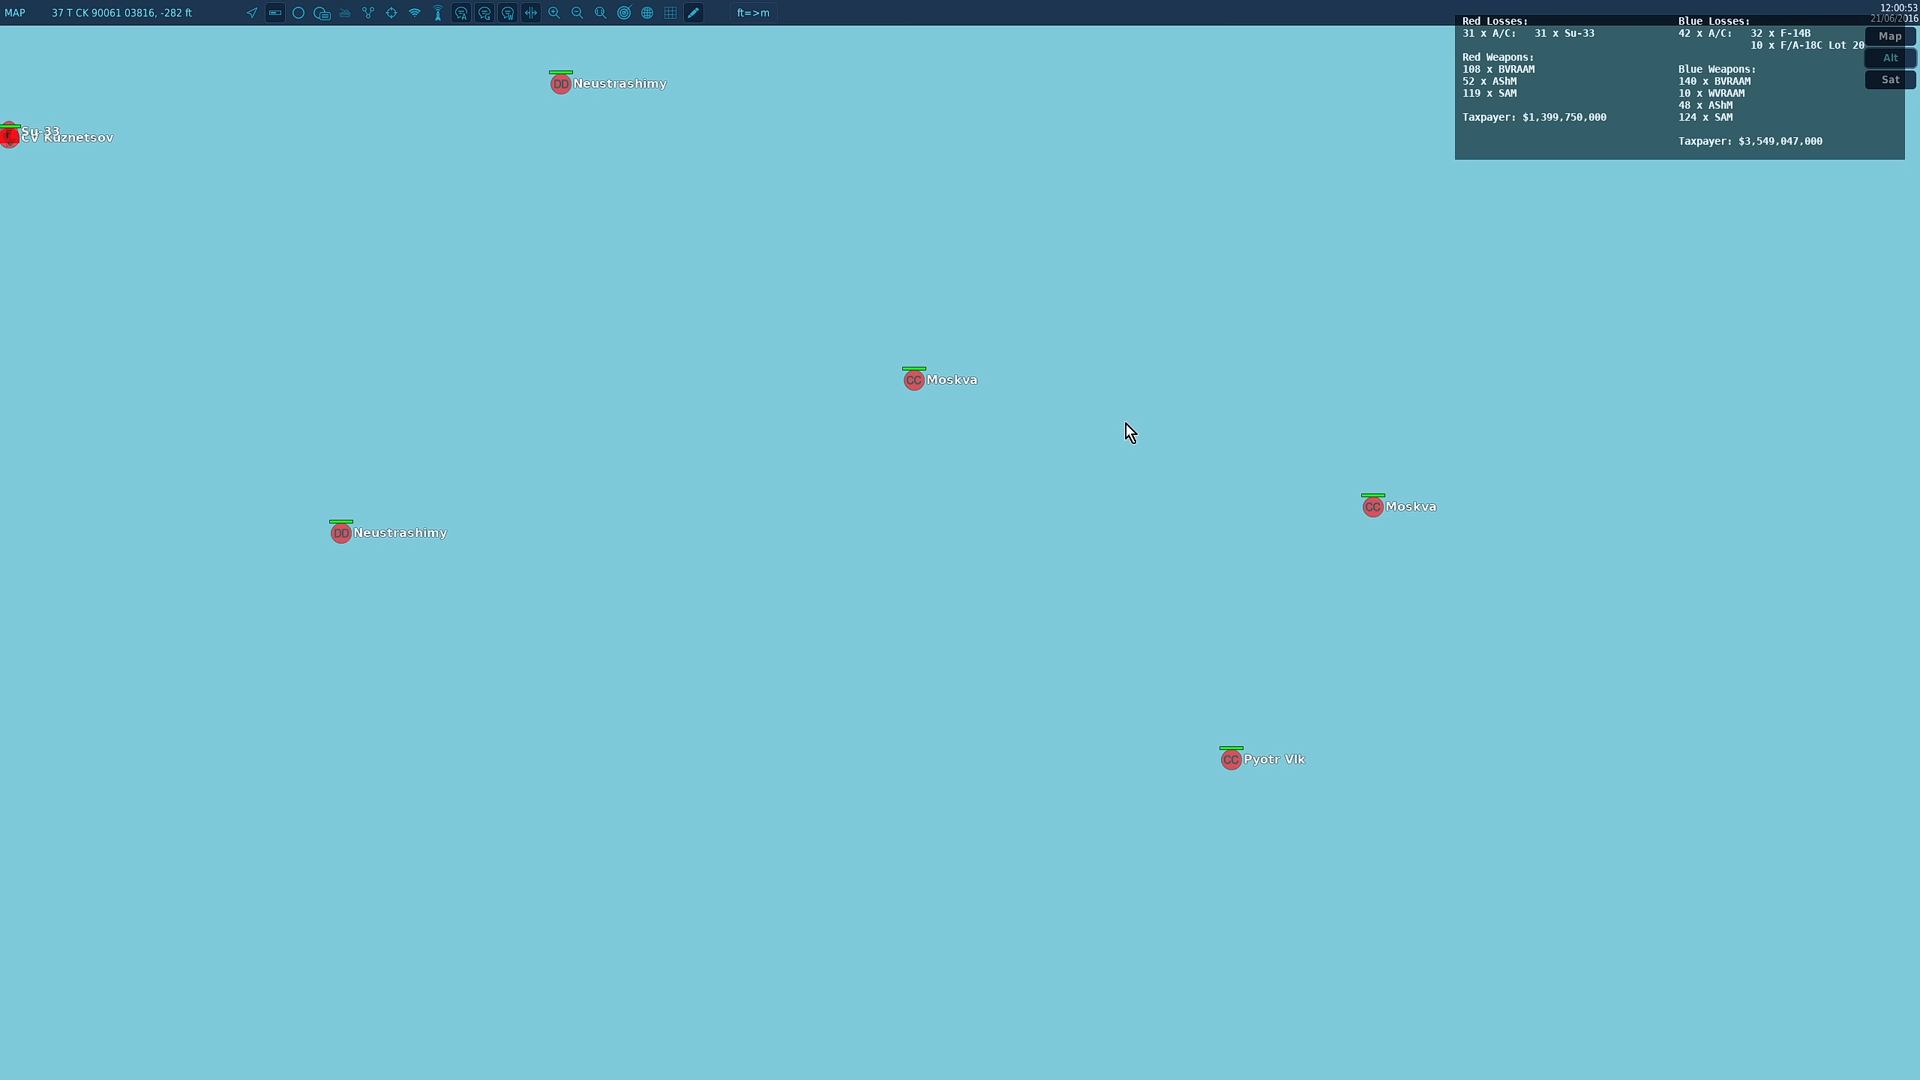 MAP 37 T CK 90061 03816, -282 ft ft=>m
12:00:53
21/06/2016
Red Losses:
31 x A/C: 31 x Su-33
Red Weapons:
108 x BVRAAM
52 x AShM
119 x SAM
Taxpayer: $1,399,750,000
Blue Losses:
42 x A/C: 32 x F-14B
10 x F/A-18C Lot 20
Blue Weapons:
140 x BVRAAM
10 x WVRAAM
48 x AShM
124 x SAM
Taxpayer: $3,549,047,000
Map
Alt
Sat
DD Neustrashimy
Su-33
CV Kuznetsov
CC Moskva
CC Moskva
DD Neustrashimy
CC Pyotr Vlk